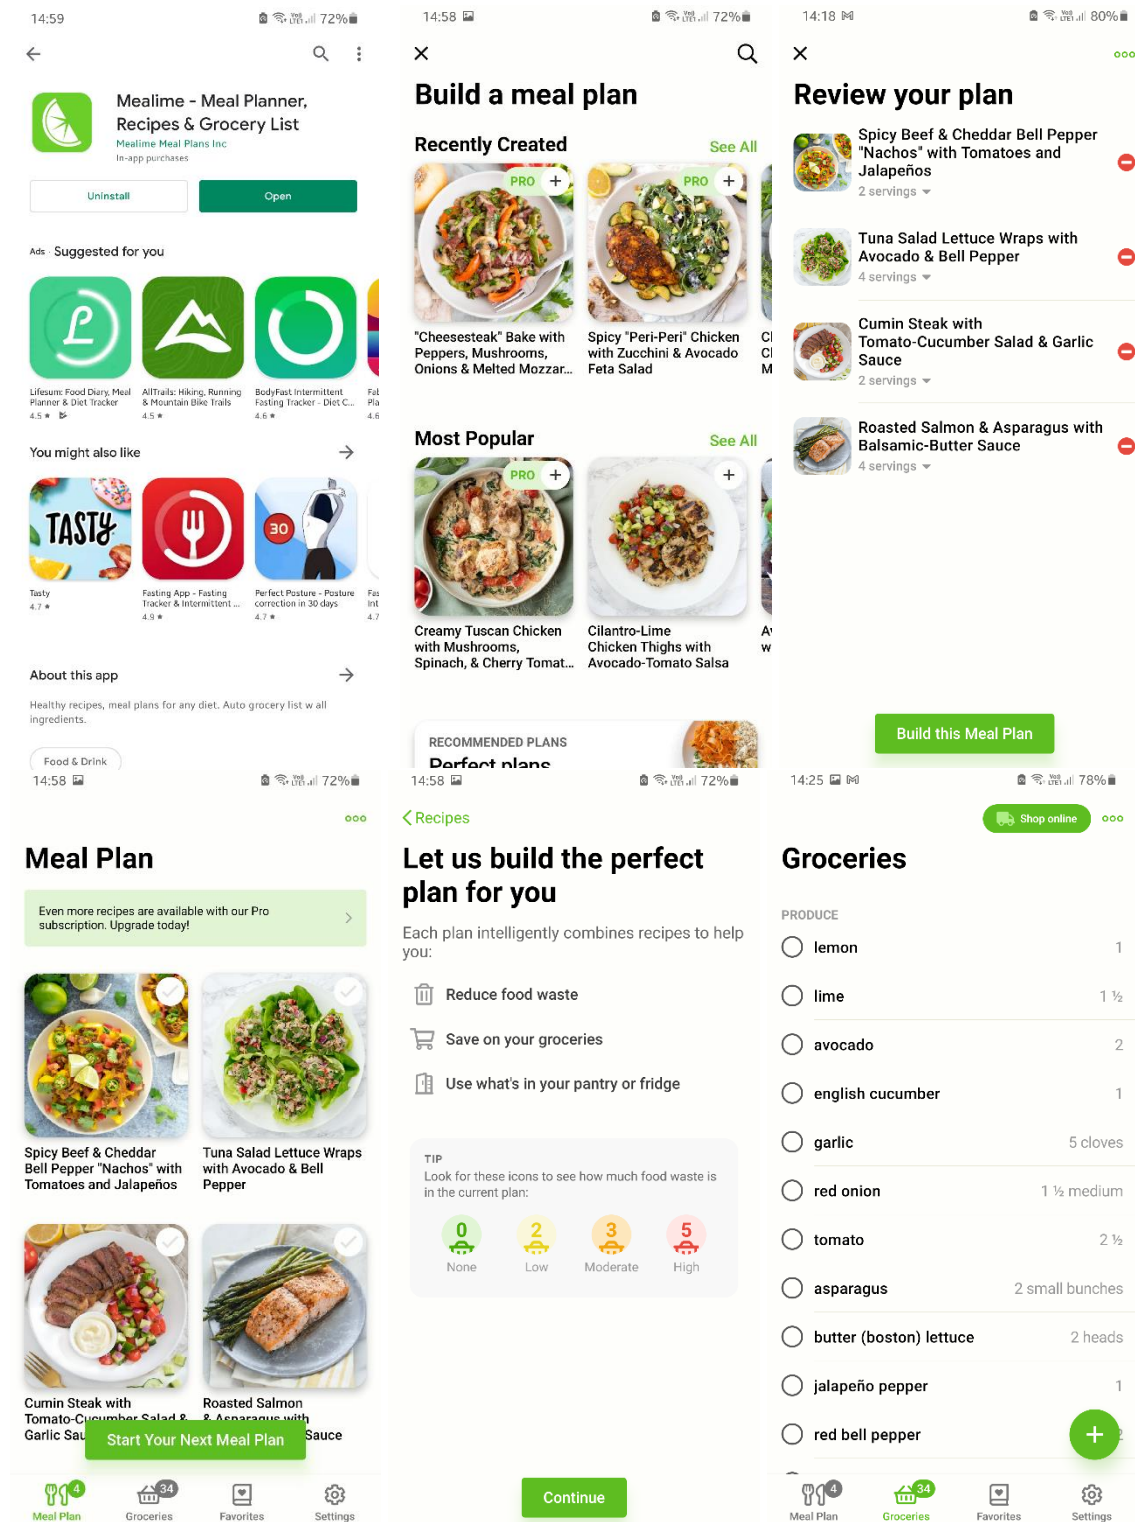 14:59
72%
Mealime - Meal Planner,
Recipes & Grocery List
Mealime Meal Plans Inc
In-app purchases
Uninstall
Open
Ads · Suggested for you
Lifesum: Food Diary, Meal
Planner & Diet Tracker
4.5 ★
AllTrails: Hiking, Running
& Mountain Bike Trails
4.5 ★
BodyFast Intermittent
Fasting Tracker - Diet C...
4.6 ★
Fat
Pla
4.6
You might also like
TASTY
30
Tasty
4.7 ★
Fasting App - Fasting
Tracker & Intermittent ...
4.9 ★
Perfect Posture - Posture
correction in 30 days
4.7 ★
Fas
Int
4.7
About this app
Healthy recipes, meal plans for any diet. Auto grocery list w all
ingredients.
Food & Drink
14:58
72%
Build a meal plan
Recently Created
See All
PRO +
PRO +
"Cheesesteak" Bake with
Peppers, Mushrooms,
Onions & Melted Mozzar...
Spicy "Peri-Peri" Chicken
with Zucchini & Avocado
Feta Salad
Most Popular
See All
PRO +
+
Creamy Tuscan Chicken
with Mushrooms,
Spinach, & Cherry Tomat...
Cilantro-Lime
Chicken Thighs with
Avocado-Tomato Salsa
RECOMMENDED PLANS
Perfect plans
14:18
80%
Review your plan
Spicy Beef & Cheddar Bell Pepper
"Nachos" with Tomatoes and
Jalapeños
2 servings
Tuna Salad Lettuce Wraps with
Avocado & Bell Pepper
4 servings
Cumin Steak with
Tomato-Cucumber Salad & Garlic
Sauce
2 servings
Roasted Salmon & Asparagus with
Balsamic-Butter Sauce
4 servings
Build this Meal Plan
14:58
72%
Meal Plan
Even more recipes are available with our Pro
subscription. Upgrade today!
Spicy Beef & Cheddar
Bell Pepper "Nachos" with
Tomatoes and Jalapeños
Tuna Salad Lettuce Wraps
with Avocado & Bell
Pepper
Cumin Steak with
Tomato-Cucumber Salad &
Garlic Sau
Roasted Salmon
& Asparagus with
Sauce
Start Your Next Meal Plan
4
34
Meal Plan
Groceries
Favorites
Settings
14:58
72%
Recipes
Let us build the perfect
plan for you
Each plan intelligently combines recipes to help
you:
Reduce food waste
Save on your groceries
Use what's in your pantry or fridge
TIP
Look for these icons to see how much food waste is
in the current plan:
0
None
2
Low
3
Moderate
5
High
Continue
14:25
78%
Shop online
Groceries
PRODUCE
lemon 1
lime 1 ½
avocado 2
english cucumber 1
garlic 5 cloves
red onion 1 ½ medium
tomato 2 ½
asparagus 2 small bunches
butter (boston) lettuce 2 heads
jalapeño pepper 1
red bell pepper 2
+
4
34
Meal Plan
Groceries
Favorites
Settings